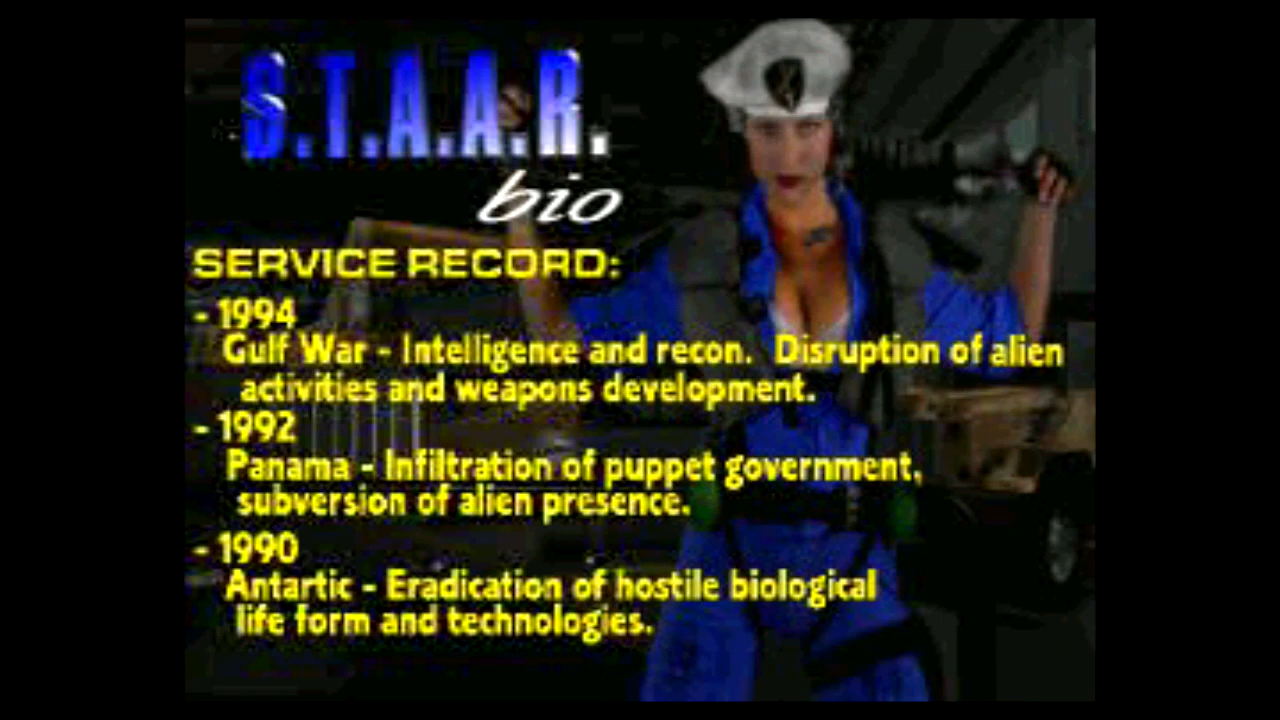 S.T.A.A.R.
bio
SERVICE RECORD:
- 1994
Gulf War - Intelligence and recon. Disruption of alien
activities and weapons development.
- 1992
Panama - Infiltration of puppet government,
subversion of alien presence.
- 1990
Antartic - Eradication of hostile biological
life form and technologies.